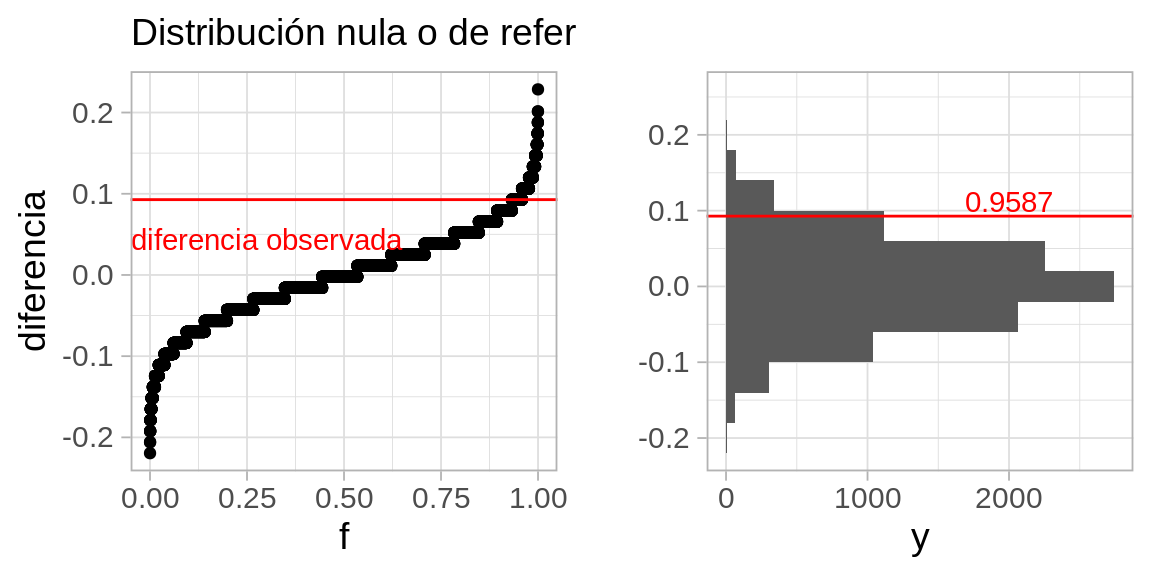 Distribución nula o de refer
diferencia
0.2
0.1
0.0
-0.1
-0.2
diferencia observada
0.00 0.25 0.50 0.75 1.00
f
0.2
0.1
0.0
-0.1
-0.2
0.9587
0 1000 2000
y